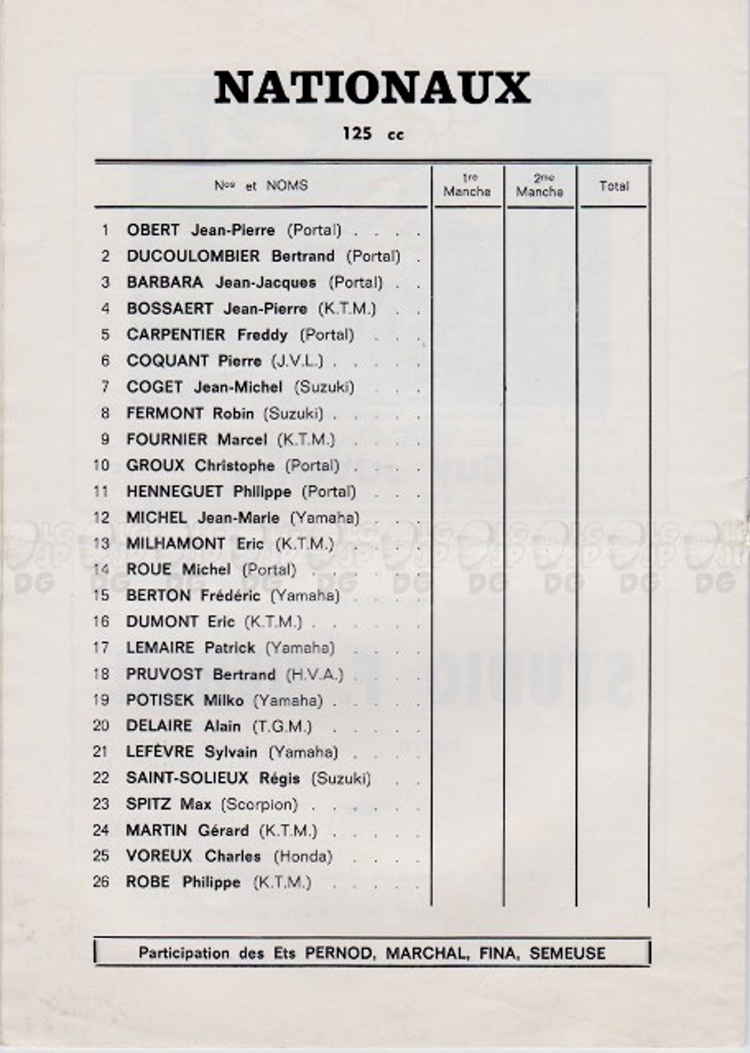 NATIONAUX
125 cc
Nos et NOMS 1re Manche 2me Manche Total
1 OBERT Jean-Pierre (Portal) . . . .
2 DUCOULOMBIER Bertrand (Portal) .
3 BARBARA Jean-Jacques (Portal) . .
4 BOSSAERT Jean-Pierre (K.T.M.) . .
5 CARPENTIER Freddy (Portal) . . .
6 COQUANT Pierre (J.V.L.) . . . . .
7 COGET Jean-Michel (Suzuki) . . .
8 FERMONT Robin (Suzuki) . . . . .
9 FOURNIER Marcel (K.T.M.) . . . .
10 GROUX Christophe (Portal) . . . .
11 HENNEGUET Philippe (Portal) . . .
12 MICHEL Jean-Marie (Yamaha) . . .
13 MILHAMONT Eric (K.T.M.) . . . .
14 ROUE Michel (Portal) . . . . . .
15 BERTON Frédéric (Yamaha) . . . .
16 DUMONT Eric (K.T.M.) . . . . . .
17 LEMAIRE Patrick (Yamaha) . . . .
18 PRUVOST Bertrand (H.V.A.) . . . .
19 POTISEK Milko (Yamaha) . . . . .
20 DELAIRE Alain (T.G.M.) . . . . .
21 LEFÈVRE Sylvain (Yamaha) . . . .
22 SAINT-SOLIEUX Régis (Suzuki) . .
23 SPITZ Max (Scorpion) . . . . . .
24 MARTIN Gérard (K.T.M.) . . . . .
25 VOREUX Charles (Honda) . . . .
26 ROBE Philippe (K.T.M.) . . . . .
Participation des Ets PERNOD, MARCHAL, FINA, SEMEUSE